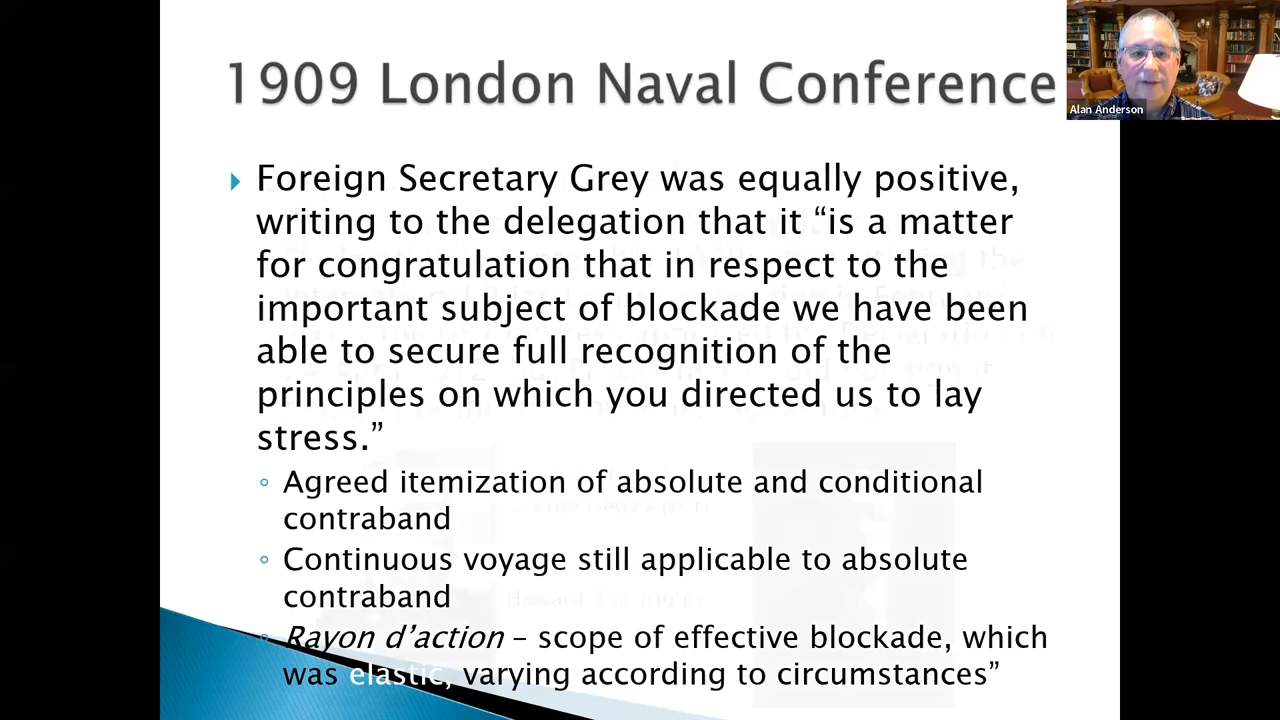 1909 London Naval Conference
Alan Anderson
Foreign Secretary Grey was equally positive,
writing to the delegation that it “is a matter
for congratulation that in respect to the
important subject of blockade we have been
able to secure full recognition of the
principles on which you directed us to lay
stress.”
Agreed itemization of absolute and conditional
contraband
Continuous voyage still applicable to absolute
contraband
Rayon d’action – scope of effective blockade, which
was elastic, varying according to circumstances”